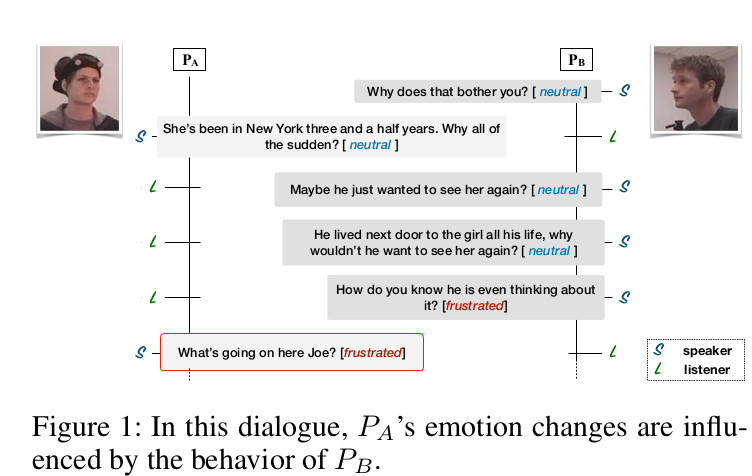 P_A
P_B
Why does that bother you? [ neutral ]
S
S
She's been in New York three and a half years. Why all of
the sudden? [ neutral ]
L
L
Maybe he just wanted to see her again? [ neutral ]
S
L
He lived next door to the girl all his life, why
wouldn't he want to see her again? [ neutral ]
S
L
How do you know he is even thinking about
it? [frustrated]
S
S
What's going on here Joe? [frustrated]
L
S speaker
L listener
Figure 1: In this dialogue, P_A's emotion changes are influ-
enced by the behavior of P_B.